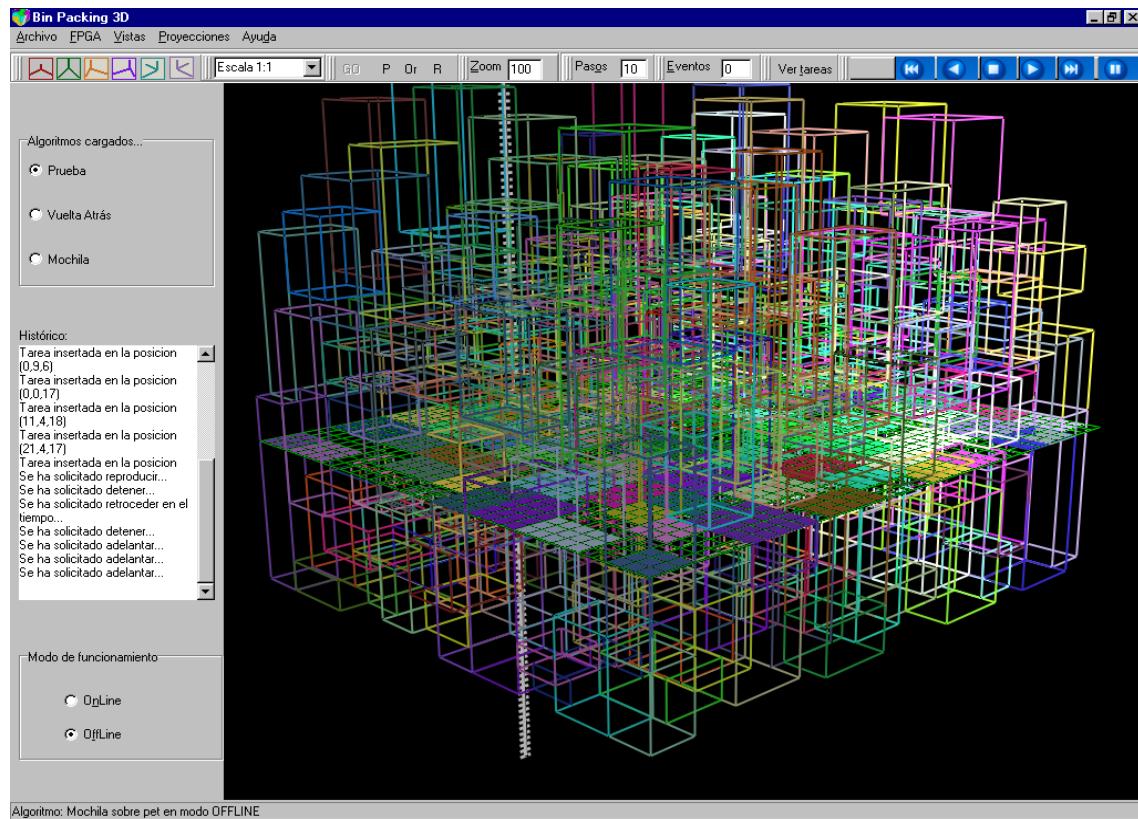 Bin Packing 3D
Archivo FPGA Vistas Proyecciones Ayuda
Escala 1:1 GO P Or R Zoom 100 Pasos 10 Eventos 0 Ver tareas
Algoritmos cargados...
Prueba
Vuelta Atrás
Mochila
Histórico:
Tarea insertada en la posicion
(0,9,6)
Tarea insertada en la posicion
(0,0,17)
Tarea insertada en la posicion
(11,4,18)
Tarea insertada en la posicion
(21,4,17)
Tarea insertada en la posicion
Se ha solicitado reproducir...
Se ha solicitado detener...
Se ha solicitado retroceder en el
tiempo...
Se ha solicitado detener...
Se ha solicitado adelantar...
Se ha solicitado adelantar...
Se ha solicitado adelantar...
Modo de funcionamiento
OnLine
OffLine
Algoritmo: Mochila sobre pet en modo OFFLINE